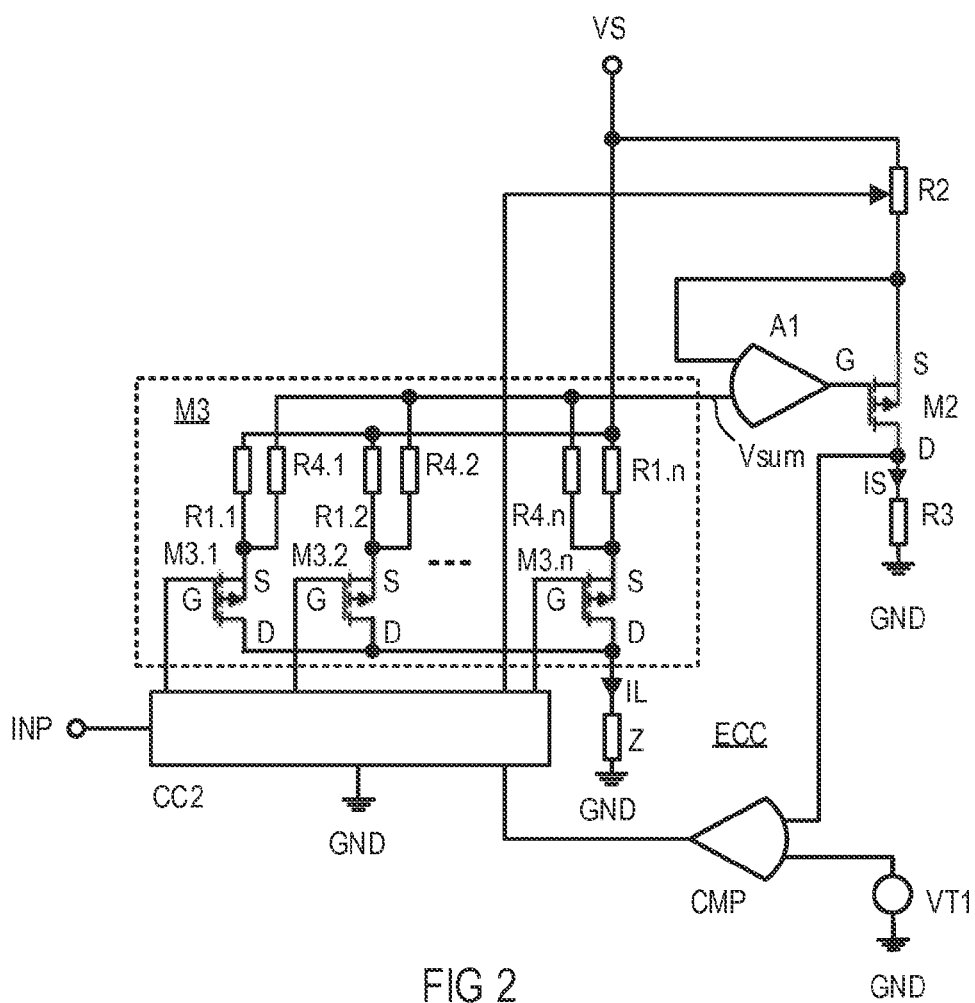 VS
R2
A1
G
S
M2
D
Vsum
IS
R3
GND
M3
R4.1
R4.2
R1.n
R1.1
R1.2
R4.n
M3.1
M3.2
M3.n
S
S
S
G
G
G
D
D
D
INP
IL
Z
ECC
CC2
GND
GND
CMP
VT1
GND
FIG 2